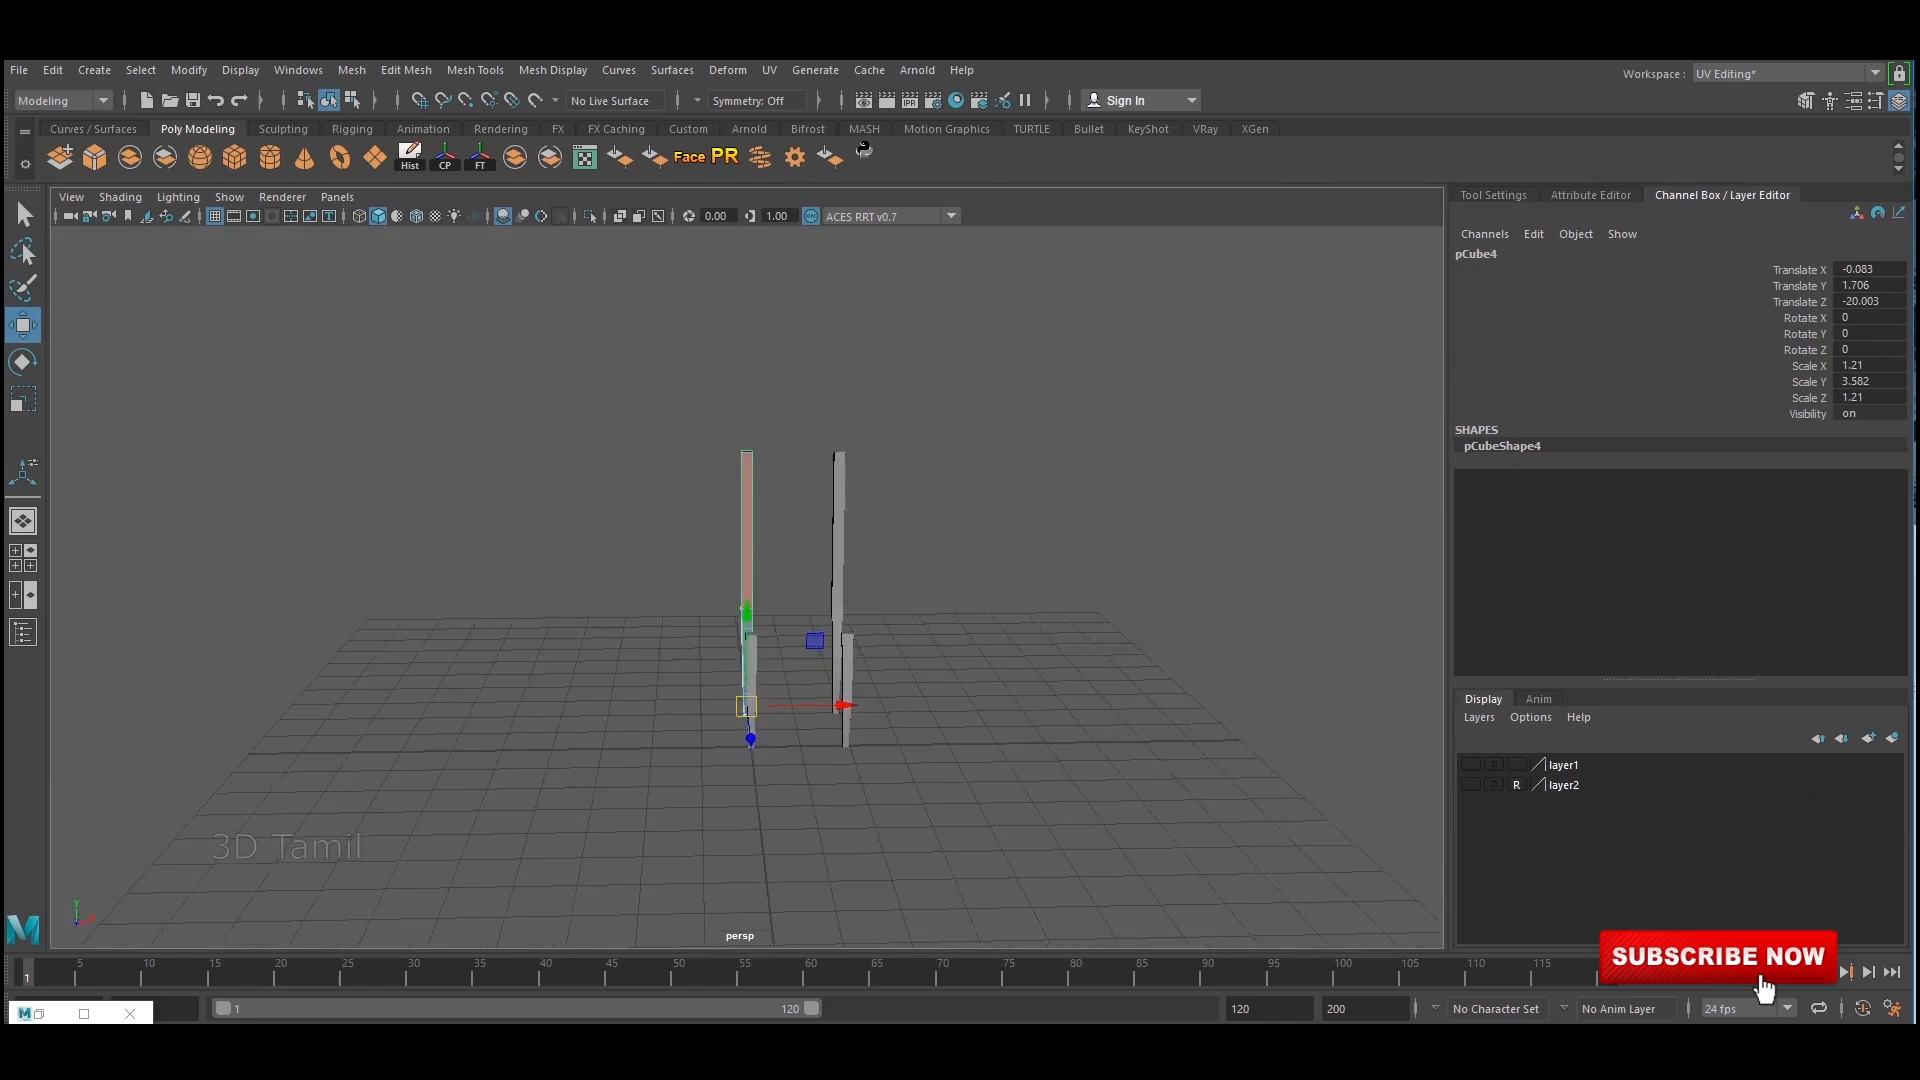 File Edit Create Select Modify Display Windows Mesh Edit Mesh Mesh Tools Mesh Display Curves Surfaces Deform UV Generate Cache Arnold Help
Workspace : UV Editing*
Modeling No Live Surface Symmetry: Off IPR Sign In
Curves / Surfaces Poly Modeling Sculpting Rigging Animation Rendering FX FX Caching Custom Arnold Bifrost MASH Motion Graphics TURTLE Bullet KeyShot VRay XGen
Hist CP FT Face PR
View Shading Lighting Show Renderer Panels
0.00 1.00 ON ACES RRT v0.7
Tool Settings Attribute Editor Channel Box / Layer Editor
Channels Edit Object Show
pCube4
Translate X -0.083
Translate Y 1.706
Translate Z -20.003
Rotate X 0
Rotate Y 0
Rotate Z 0
Scale X 1.21
Scale Y 3.582
Scale Z 1.21
Visibility on
SHAPES
pCubeShape4
Display Anim
Layers Options Help
P layer1
P R layer2
3D Tamil
y
persp
SUBSCRIBE NOW
1 5 10 15 20 25 30 35 40 45 50 55 60 65 70 75 80 85 90 95 100 105 110 115
1 120 120 200 No Character Set No Anim Layer 24 fps